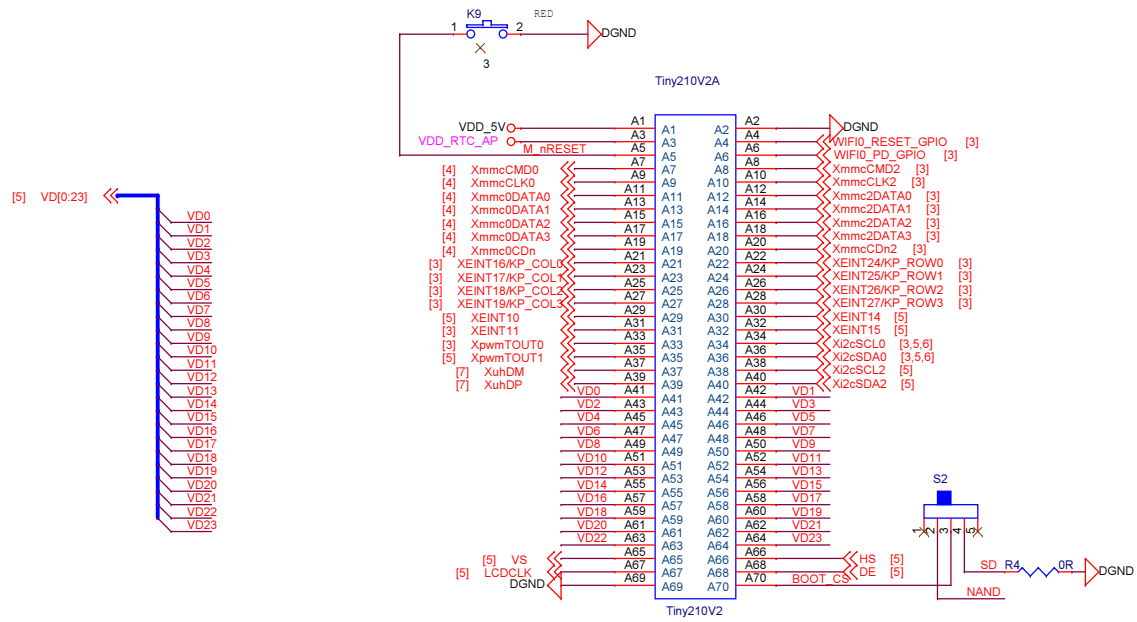 K9 RED
1 2 DGND
3
Tiny210V2A
[5] VD[0:23]
VD0
VD1
VD2
VD3
VD4
VD5
VD6
VD7
VD8
VD9
VD10
VD11
VD12
VD13
VD14
VD15
VD16
VD17
VD18
VD19
VD20
VD21
VD22
VD23
VDD_5V A1 A1 A2 A2 DGND
VDD_RTC_AP A3 A3 A4 A4 WIFI0_RESET_GPIO [3]
M_nRESET A5 A5 A6 A6 WIFI0_PD_GPIO [3]
[4] XmmcCMD0 A7 A7 A8 A8 XmmcCMD2 [3]
[4] XmmcCLK0 A9 A9 A10 A10 XmmcCLK2 [3]
[4] Xmmc0DATA0 A11 A11 A12 A12 Xmmc2DATA0 [3]
[4] Xmmc0DATA1 A13 A13 A14 A14 Xmmc2DATA1 [3]
[4] Xmmc0DATA2 A15 A15 A16 A16 Xmmc2DATA2 [3]
[4] Xmmc0DATA3 A17 A17 A18 A18 Xmmc2DATA3 [3]
[4] Xmmc0CDn A19 A19 A20 A20 XmmcCDn2 [3]
[3] XEINT16/KP_COL0 A21 A21 A22 A22 XEINT24/KP_ROW0 [3]
[3] XEINT17/KP_COL1 A23 A23 A24 A24 XEINT25/KP_ROW1 [3]
[3] XEINT18/KP_COL2 A25 A25 A26 A26 XEINT26/KP_ROW2 [3]
[3] XEINT19/KP_COL3 A27 A27 A28 A28 XEINT27/KP_ROW3 [3]
[5] XEINT10 A29 A29 A30 A30 XEINT14 [5]
[3] XEINT11 A31 A31 A32 A32 XEINT15 [5]
[3] XpwmTOUT0 A33 A33 A34 A34 Xi2cSCL0 [3,5,6]
[5] XpwmTOUT1 A35 A35 A36 A36 Xi2cSDA0 [3,5,6]
[7] XuhDM A37 A37 A38 A38 Xi2cSCL2 [5]
[7] XuhDP A39 A39 A40 A40 Xi2cSDA2 [5]
VD0 A41 A41 A42 A42 VD1
VD2 A43 A43 A44 A44 VD3
VD4 A45 A45 A46 A46 VD5
VD6 A47 A47 A48 A48 VD7
VD8 A49 A49 A50 A50 VD9
VD10 A51 A51 A52 A52 VD11
VD12 A53 A53 A54 A54 VD13
VD14 A55 A55 A56 A56 VD15
VD16 A57 A57 A58 A58 VD17
VD18 A59 A59 A60 A60 VD19
VD20 A61 A61 A62 A62 VD21
VD22 A63 A63 A64 A64 VD23
[5] VS A65 A65 A66 A66 HS [5]
[5] LCDCLK A67 A67 A68 A68 DE [5]
DGND A69 A69 A70 A70 BOOT_CS
Tiny210V2
S2
1 2 3 4 5
SD R4 0R DGND
NAND